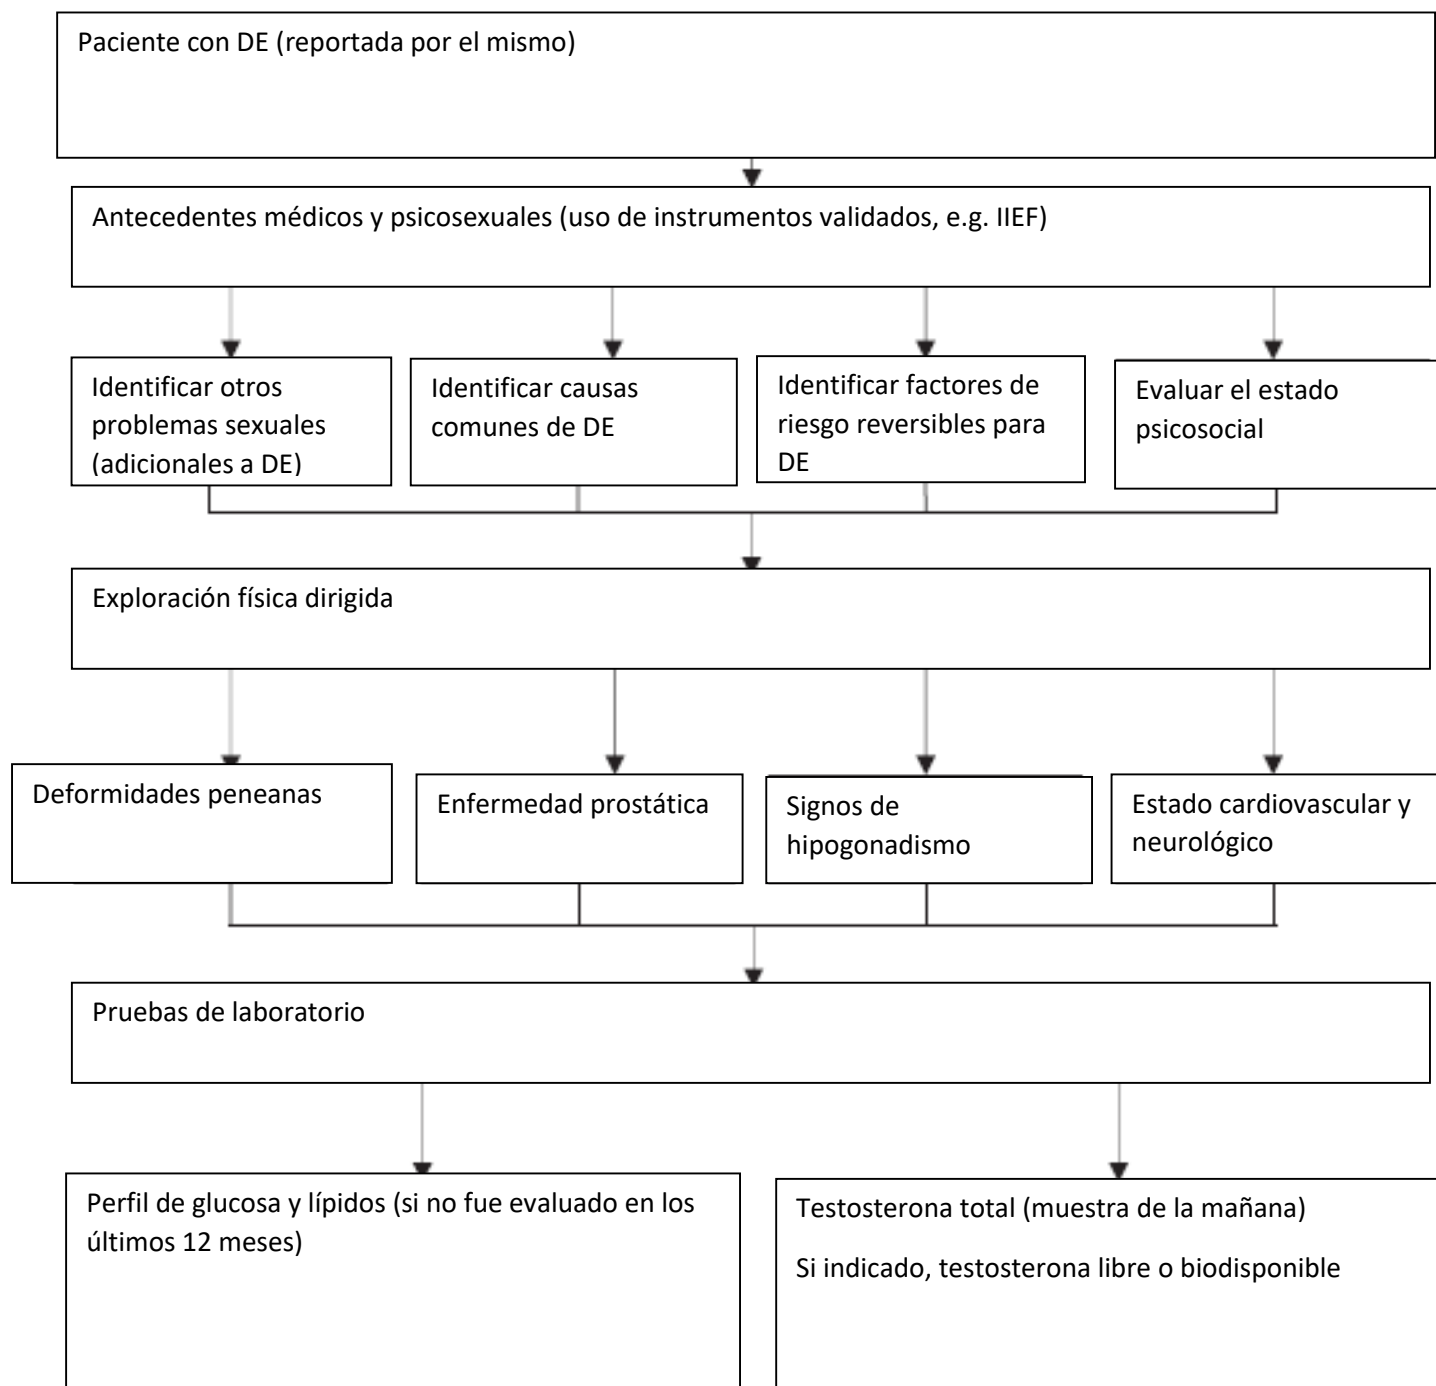 Paciente con DE (reportada por el mismo)
Antecedentes médicos y psicosexuales (uso de instrumentos validados, e.g. IIEF)
Identificar otros
problemas sexuales
(adicionales a DE)
Identificar causas
comunes de DE
Identificar factores de
riesgo reversibles para
DE
Evaluar el estado
psicosocial
Exploración física dirigida
Deformidades peneanas
Enfermedad prostática
Signos de
hipogonadismo
Estado cardiovascular y
neurológico
Pruebas de laboratorio
Perfil de glucosa y lípidos (si no fue evaluado en los
últimos 12 meses)
Testosterona total (muestra de la mañana)
Si indicado, testosterona libre o biodisponible